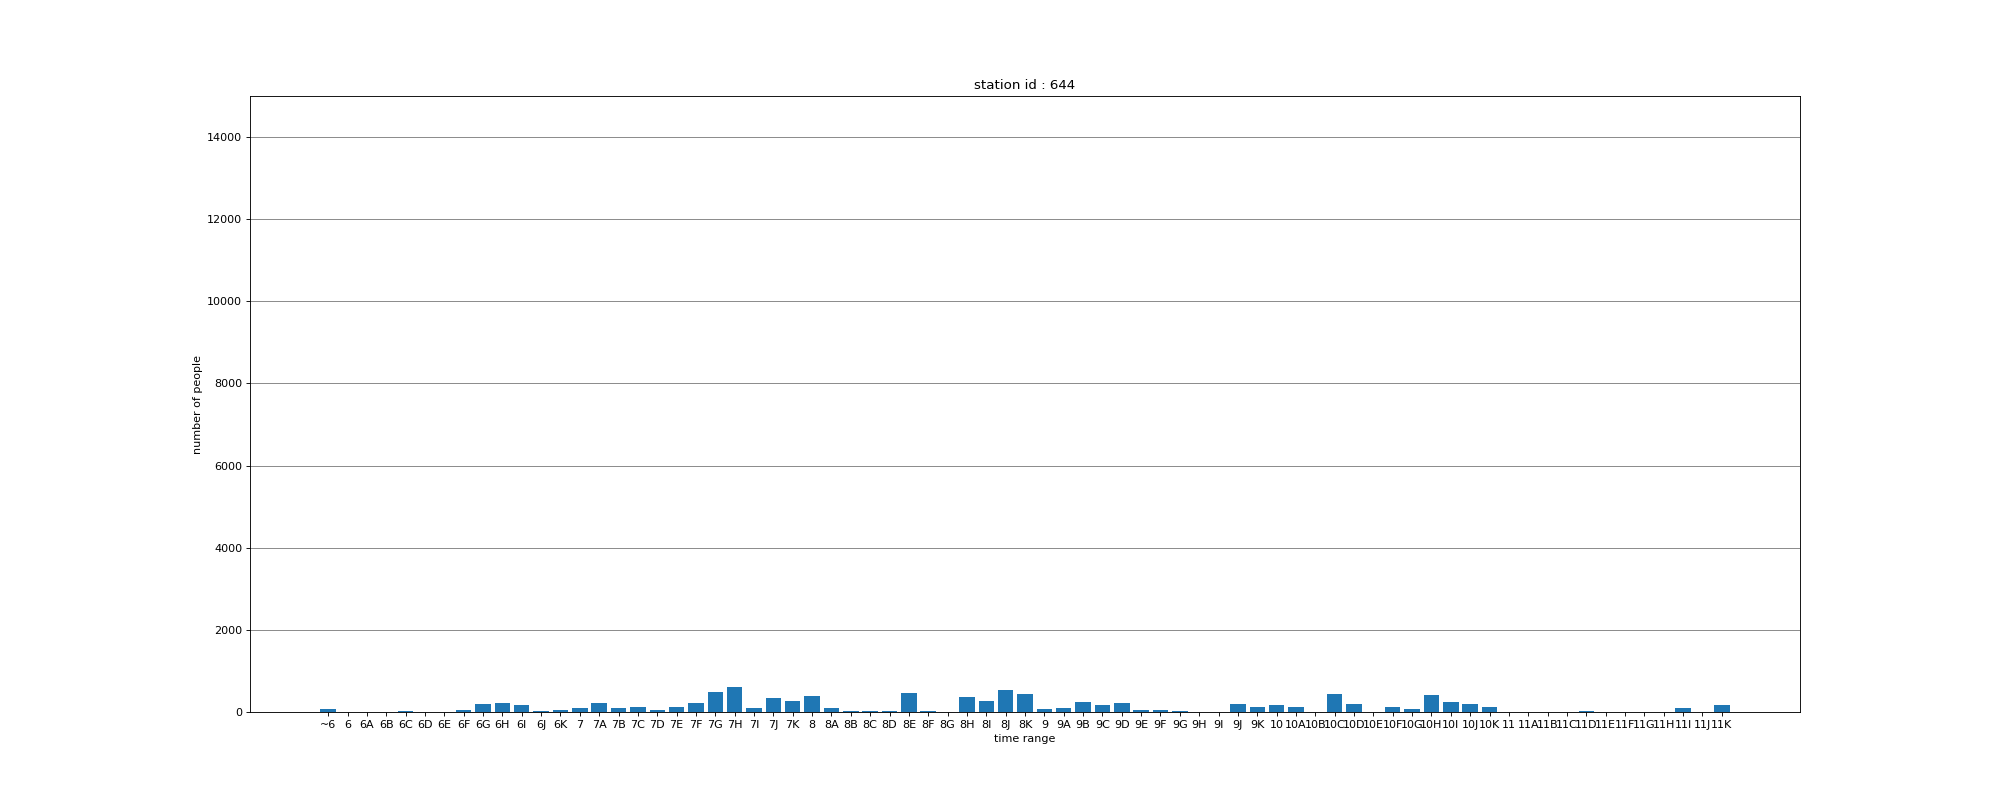 station id : 644
14000
12000
10000
8000
6000
4000
2000
0
number of people
~6 6 6A 6B 6C 6D 6E 6F 6G 6H 6I 6J 6K 7 7A 7B 7C 7D 7E 7F 7G 7H 7I 7J 7K 8 8A 8B 8C 8D 8E 8F 8G 8H 8I 8J 8K 9 9A 9B 9C 9D 9E 9F 9G 9H 9I 9J 9K 10 10A 10B 10C 10D 10E 10F 10G 10H 10I 10J 10K 11 11A 11B 11C 11D 11E 11F 11G 11H 11I 11J 11K
time range